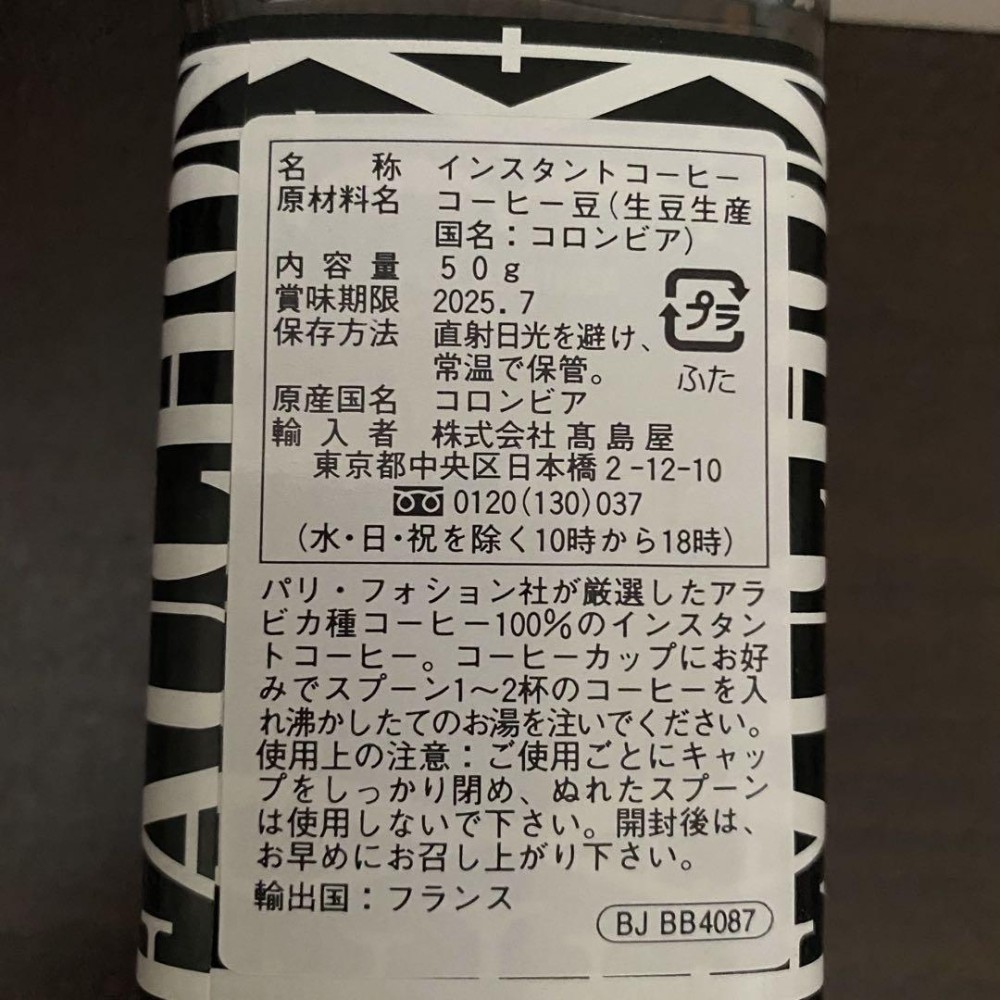 名称 インスタントコーヒー
原材料名 コーヒー豆(生豆生産
国名:コロンビア)
内容量 50g
賞味期限 2025.7
保存方法 直射日光を避け、
常温で保管。
プラ
ふた
原産国名 コロンビア
輸入者 株式会社髙島屋
東京都中央区日本橋2-12-10
0120(130)037
(水・日・祝を除く10時から18時)
パリ・フォション社が厳選したアラ
ビカ種コーヒー100%のインスタン
トコーヒー。コーヒーカップにお好
みでスプーン1〜2杯のコーヒーを入
れ沸かしたてのお湯を注いでください。
使用上の注意:ご使用ごとにキャッ
プをしっかり閉め、ぬれたスプーン
は使用しないで下さい。開封後は、
お早めにお召し上がり下さい。
輸出国:フランス
BJ BB4087